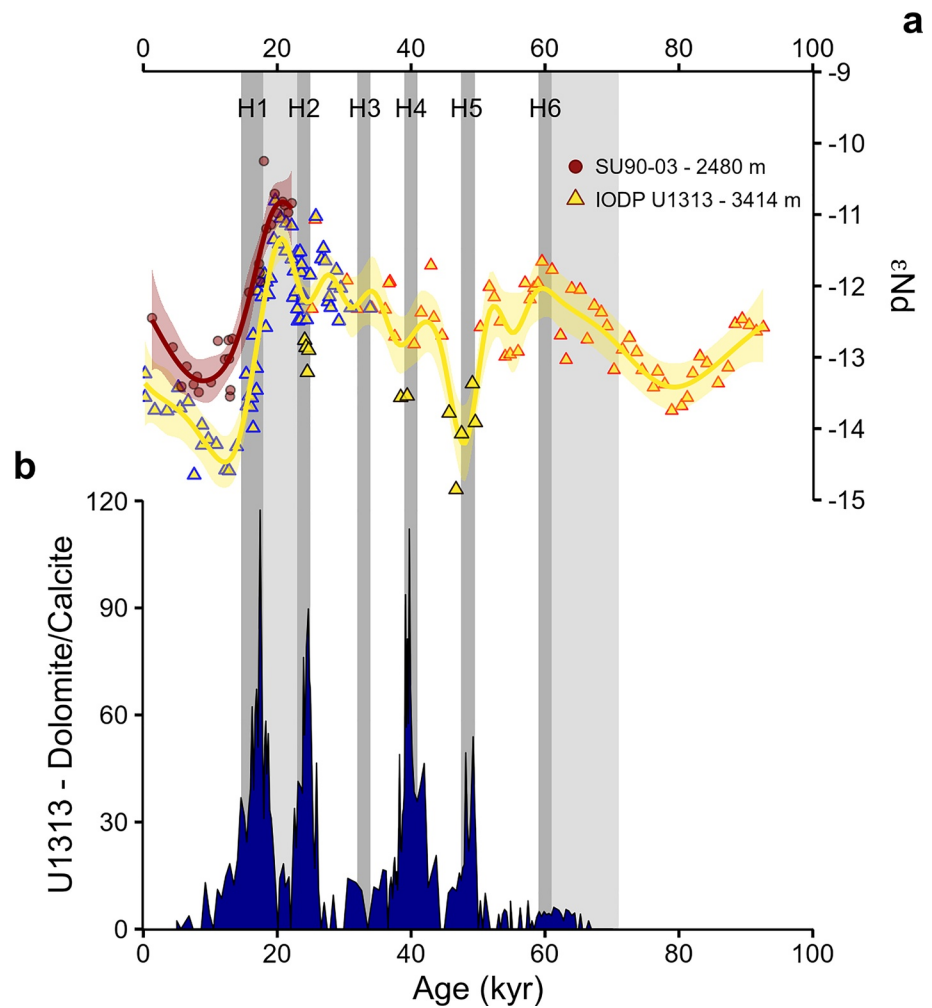 a
0 20 40 60 80 100
H1 H2 H3 H4 H5 H6
SU90-03 - 2480 m
IODP U1313 - 3414 m
-9
-10
-11
-12
-13
-14
-15
εNd
b
120
90
60
30
0
U1313 - Dolomite/Calcite
0 20 40 60 80 100
Age (kyr)